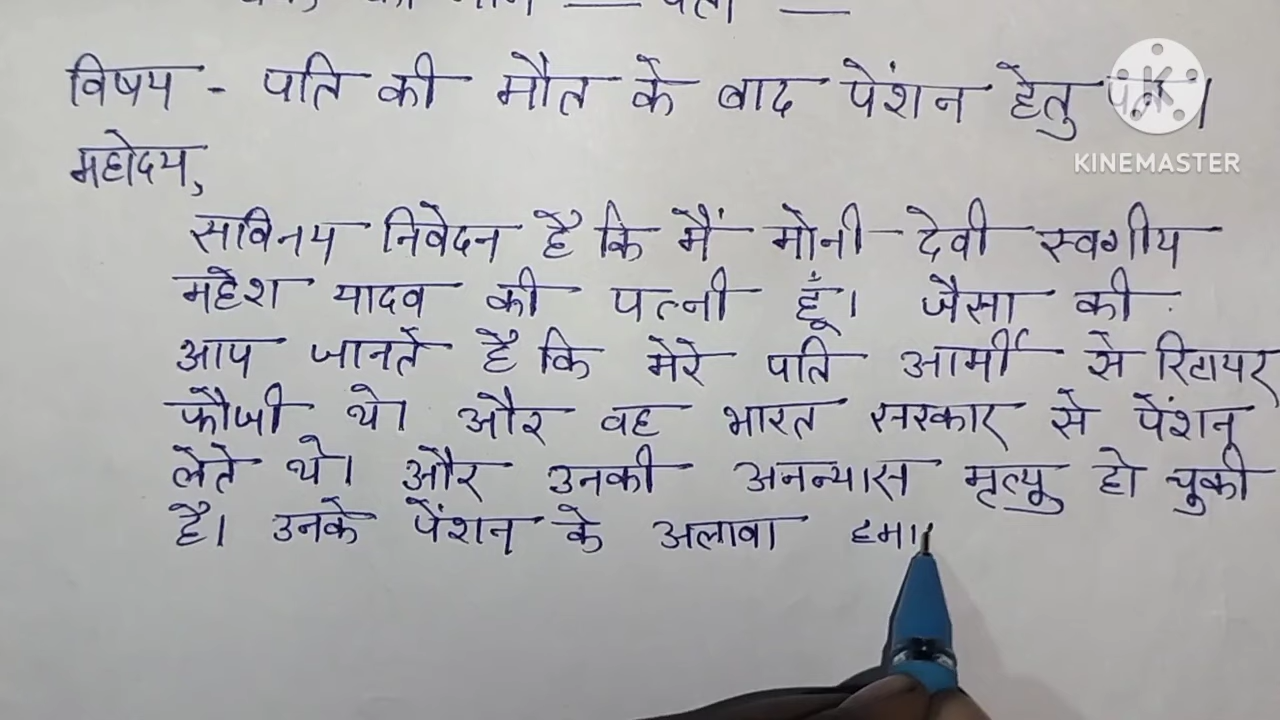 विषय - पति की मौत के बाद पेंशन हेतु पत्र।
KINEMASTER
महोदय,
सविनय निवेदन है कि मैं मोनी देवी स्वर्गीय
महेश यादव की पत्नी हूँ। जैसा की
आप जानते है कि मेरे पति आर्मी से रिटायर
फौजी थे। और वह भारत सरकार से पेंशन
लेते थे। और उनकी अनन्यास मृत्यु हो चुकी
है। उनके पेंशन के अलावा हमा